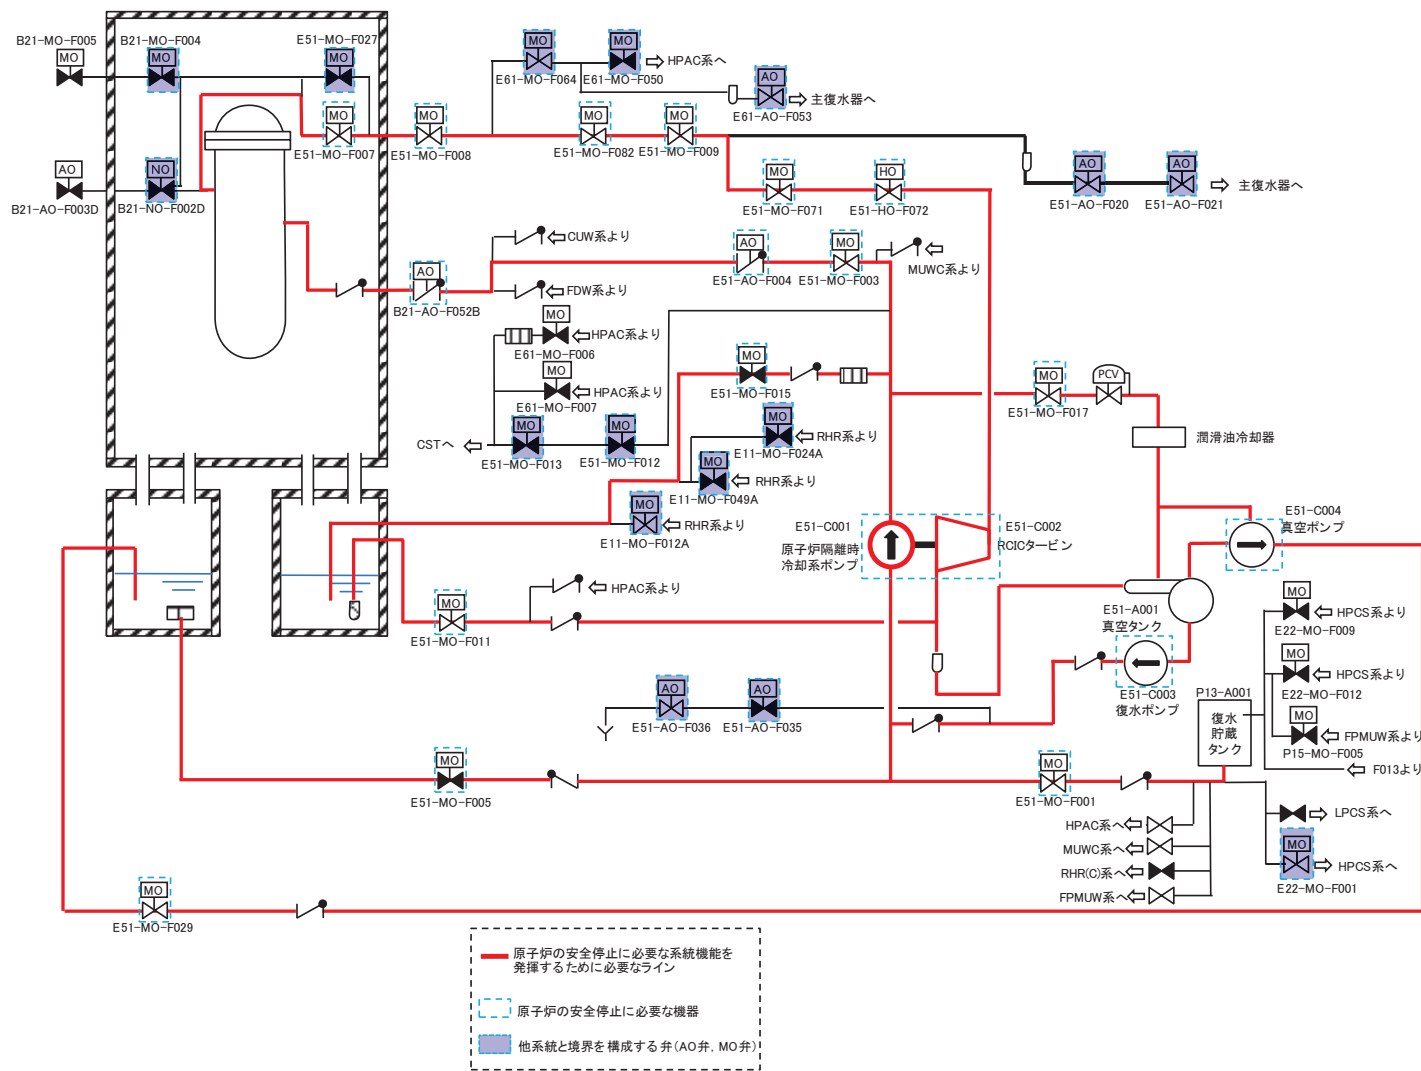 B21-MO-F005
MO
B21-MO-F004
MO
E51-MO-F027
MO
MO
E61-MO-F064
MO
E61-MO-F050
HPAC系へ
AO
E61-AO-F053
主復水器へ
MO
E51-MO-F007
MO
E51-MO-F008
MO
E51-MO-F082
MO
E51-MO-F009
AO
B21-AO-F003D
NO
B21-NO-F002D
MO
E51-MO-F071
HO
E51-HO-F072
AO
E51-AO-F020
AO
E51-AO-F021
主復水器へ
CUW系より
AO
E51-AO-F004
MO
E51-MO-F003
MUWC系より
AO
B21-AO-F052B
FDW系より
MO
HPAC系より
E61-MO-F006
MO
HPAC系より
E61-MO-F007
MO
E51-MO-F015
MO
E51-MO-F017
PCV
潤滑油冷却器
CSTへ
MO
E51-MO-F013
MO
E51-MO-F012
MO
RHR系より
E11-MO-F024A
MO
RHR系より
E11-MO-F049A
MO
RHR系より
E11-MO-F012A
E51-C001
原子炉隔離時
冷却系ポンプ
E51-C002
RCICタービン
E51-C004
真空ポンプ
HPAC系より
MO
E51-MO-F011
E51-A001
真空タンク
E51-C003
復水ポンプ
MO
HPCS系より
E22-MO-F009
MO
HPCS系より
E22-MO-F012
P13-A001
復水
貯蔵
タンク
MO
FPMUW系より
P15-MO-F005
F013より
AO
E51-AO-F036
AO
E51-AO-F035
MO
E51-MO-F005
MO
E51-MO-F001
HPAC系へ
MUWC系へ
RHR(C)系へ
FPMUW系へ
LPCS系へ
MO
HPCS系へ
E22-MO-F001
MO
E51-MO-F029
原子炉の安全停止に必要な系統機能を
発揮するために必要なライン
原子炉の安全停止に必要な機器
他系統と境界を構成する弁(AO弁, MO弁)